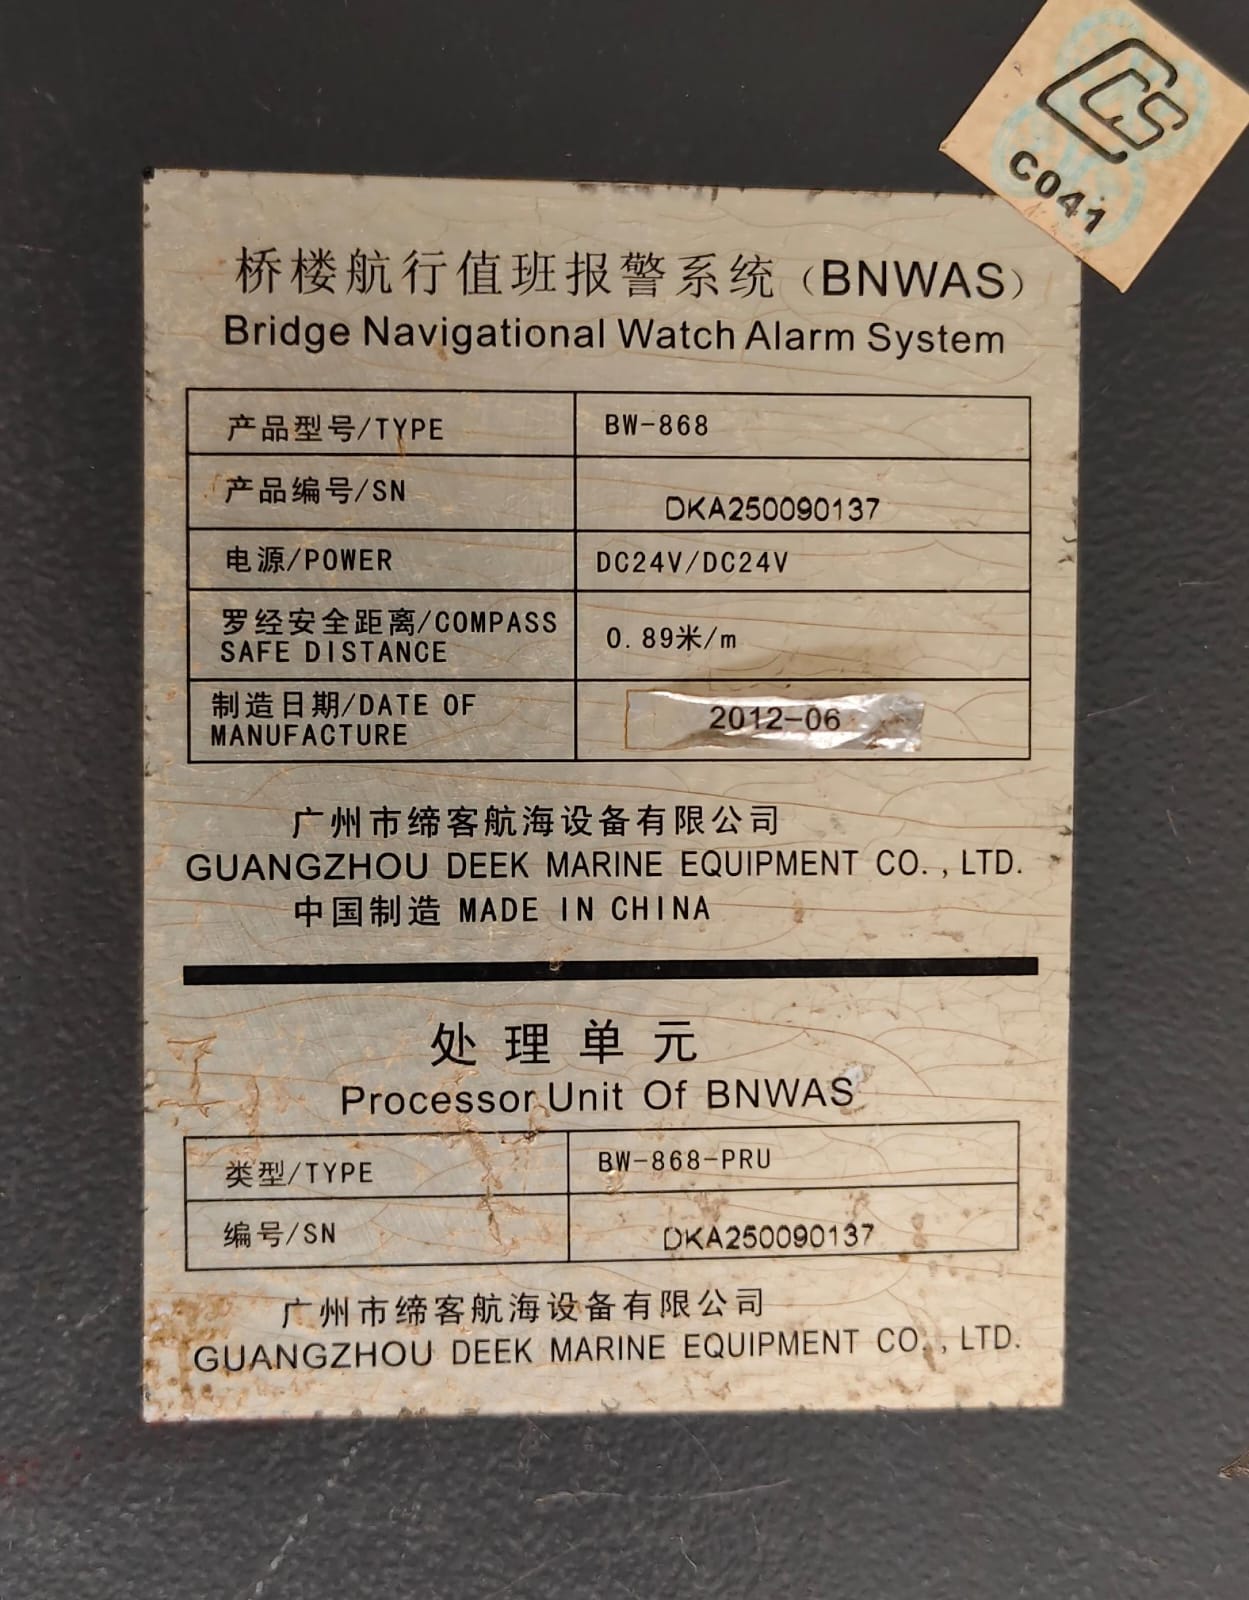 CCS
C041
桥楼航行值班报警系统（BNWAS）
Bridge Navigational Watch Alarm System
产品型号/TYPE BW-868
产品编号/SN DKA250090137
电源/POWER DC24V/DC24V
罗经安全距离/COMPASS
SAFE DISTANCE 0.89米/m
制造日期/DATE OF
MANUFACTURE 2012-06
广州市缔客航海设备有限公司
GUANGZHOU DEEK MARINE EQUIPMENT CO., LTD.
中国制造 MADE IN CHINA
处理单元
Processor Unit Of BNWAS
类型/TYPE BW-868-PRU
编号/SN DKA250090137
广州市缔客航海设备有限公司
GUANGZHOU DEEK MARINE EQUIPMENT CO., LTD.